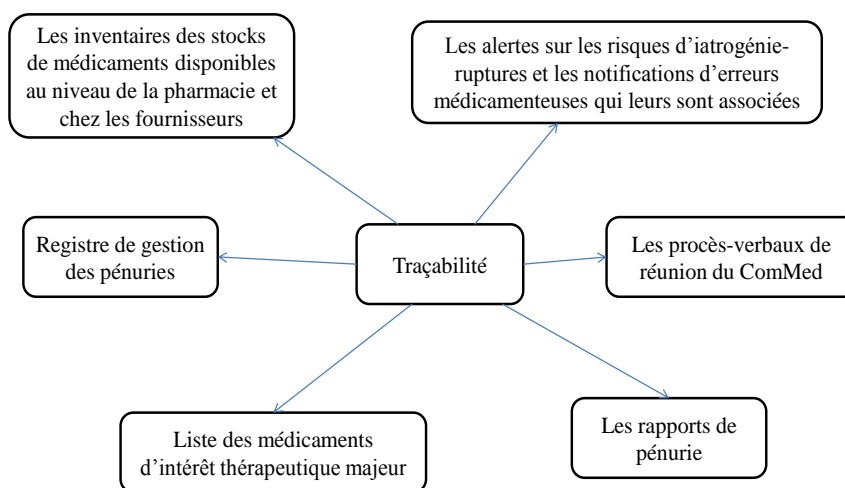 Les inventaires des stocks
de médicaments disponibles
au niveau de la pharmacie et
chez les fournisseurs
Les alertes sur les risques d’iatrogénie-
ruptures et les notifications d’erreurs
médicamenteuses qui leurs sont associées
Registre de gestion
des pénuries
Traçabilité
Les procès-verbaux de
réunion du ComMed
Liste des médicaments
d’intérêt thérapeutique majeur
Les rapports de
pénurie